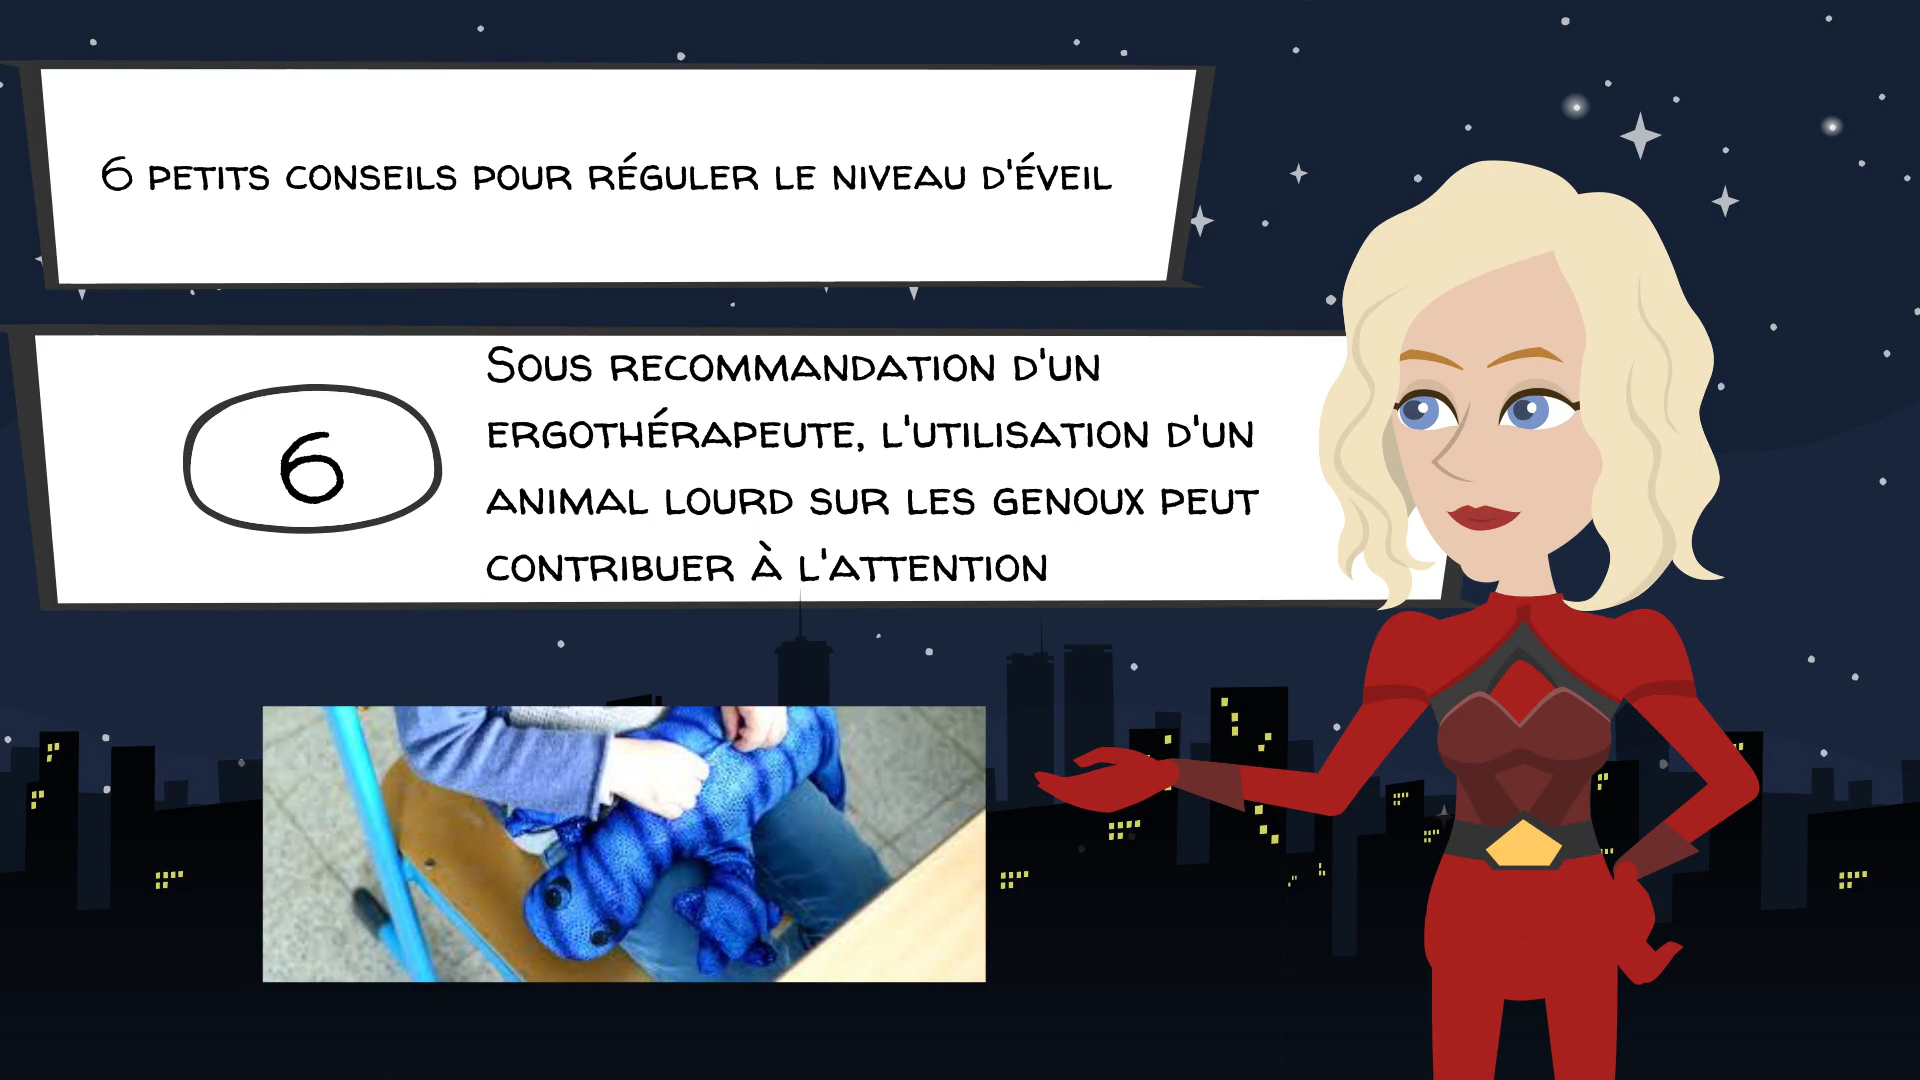 6 petits conseils pour réguler le niveau d'éveil
6
Sous recommandation d'un
ergothérapeute, l'utilisation d'un
animal lourd sur les genoux peut
contribuer à l'attention